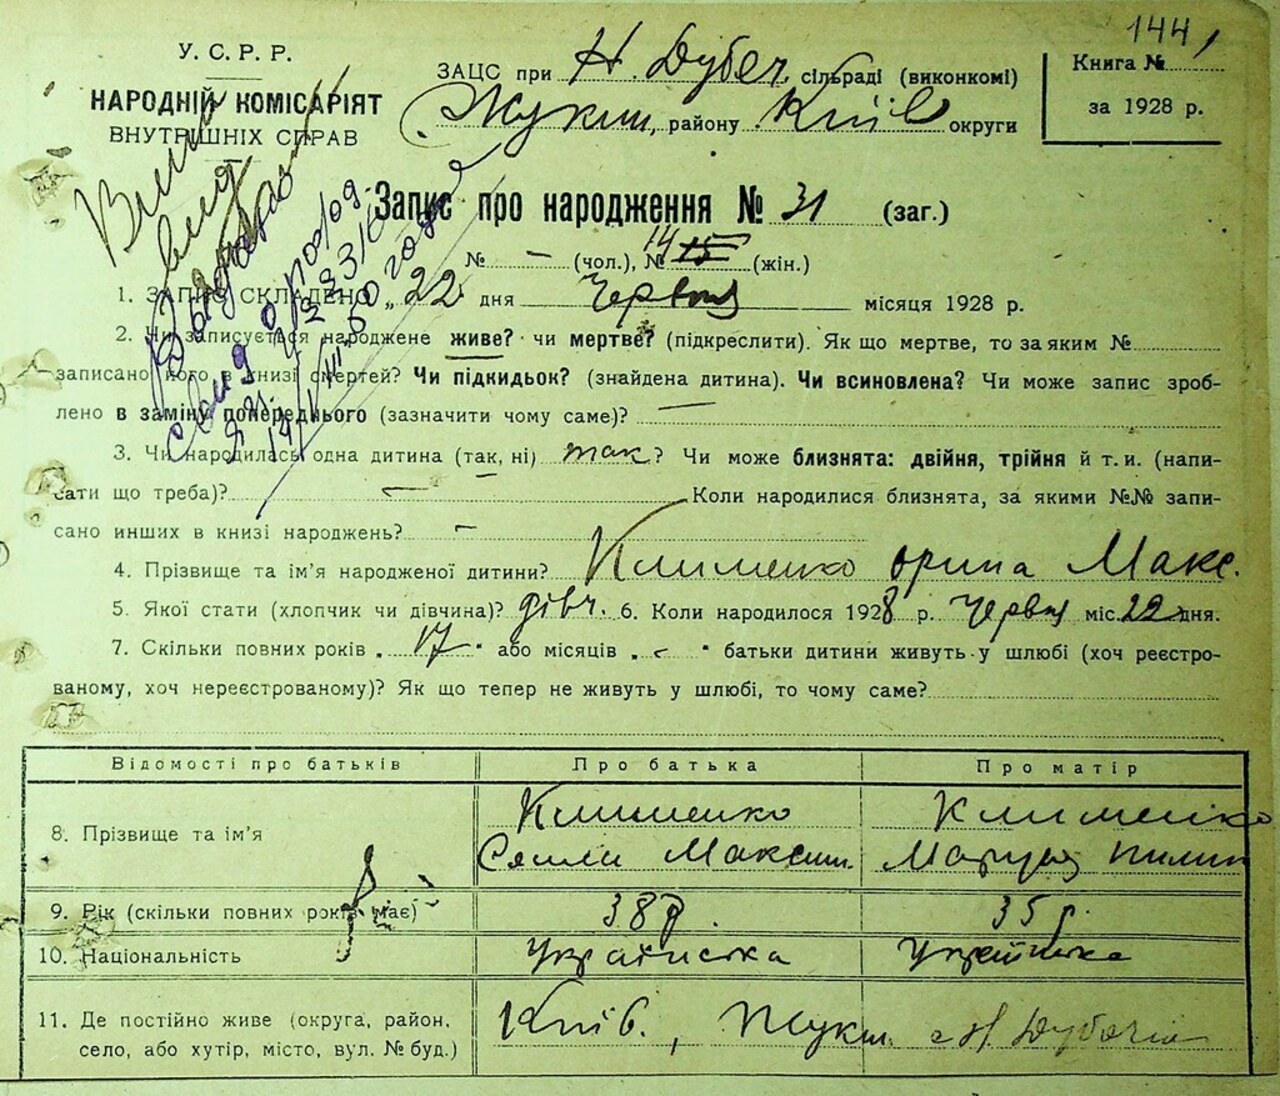 144
У. С. Р. Р.
НАРОДНІЙ КОМІСАРІЯТ
ВНУТРІШНІХ СПРАВ
ЗАЦС при Н. Дубеч. сільраді (виконкомі)
Жукин, району Київ округи
Книга №
за 1928 р.
Запис про народження № 31 (заг.)
№ – (чол.), № 14 15 (жін.)
1. ЗАПИС СКЛАДЕНО „22 дня Червня місяця 1928 р.
2. Чи записується народжене живе? чи мертве? (підкреслити). Як що мертве, то за яким №
записано його в книзі смертей? Чи підкидьок? (знайдена дитина). Чи всиновлена? Чи може запис зроб-
лено в заміну попереднього (зазначити чому саме)? —
3. Чи народилась одна дитина (так, ні) так? Чи може близнята: двійня, трійня й т. и. (напи-
сати що треба)? — Коли народилися близнята, за якими №№ запи-
сано инших в книзі народжень? –
4. Прізвище та ім'я народженої дитини? Клименко Орина Макс.
5. Якої стати (хлопчик чи дівчина)? дівч. 6. Коли народилось 1928 р. Червня міс. 22 дня.
7. Скільки повних років „ 17 " або місяців „ – " батьки дитини живуть у шлюбі (хоч реєстро-
ваному, хоч нереєстрованому)? Як що тепер не живуть у шлюбі, то чому саме?
Відомості про батьків Про батька Про матір
8. Прізвище та ім'я
Клименко Клименко
Максим.
9. Рік (скільки повних років має) 38 р. 35 р.
10. Національність Українська Українка
11. Де постійно живе (округа, район,
село, або хутір, місто, вул. № буд.)
Київ., Жукин. с Н Дубечня